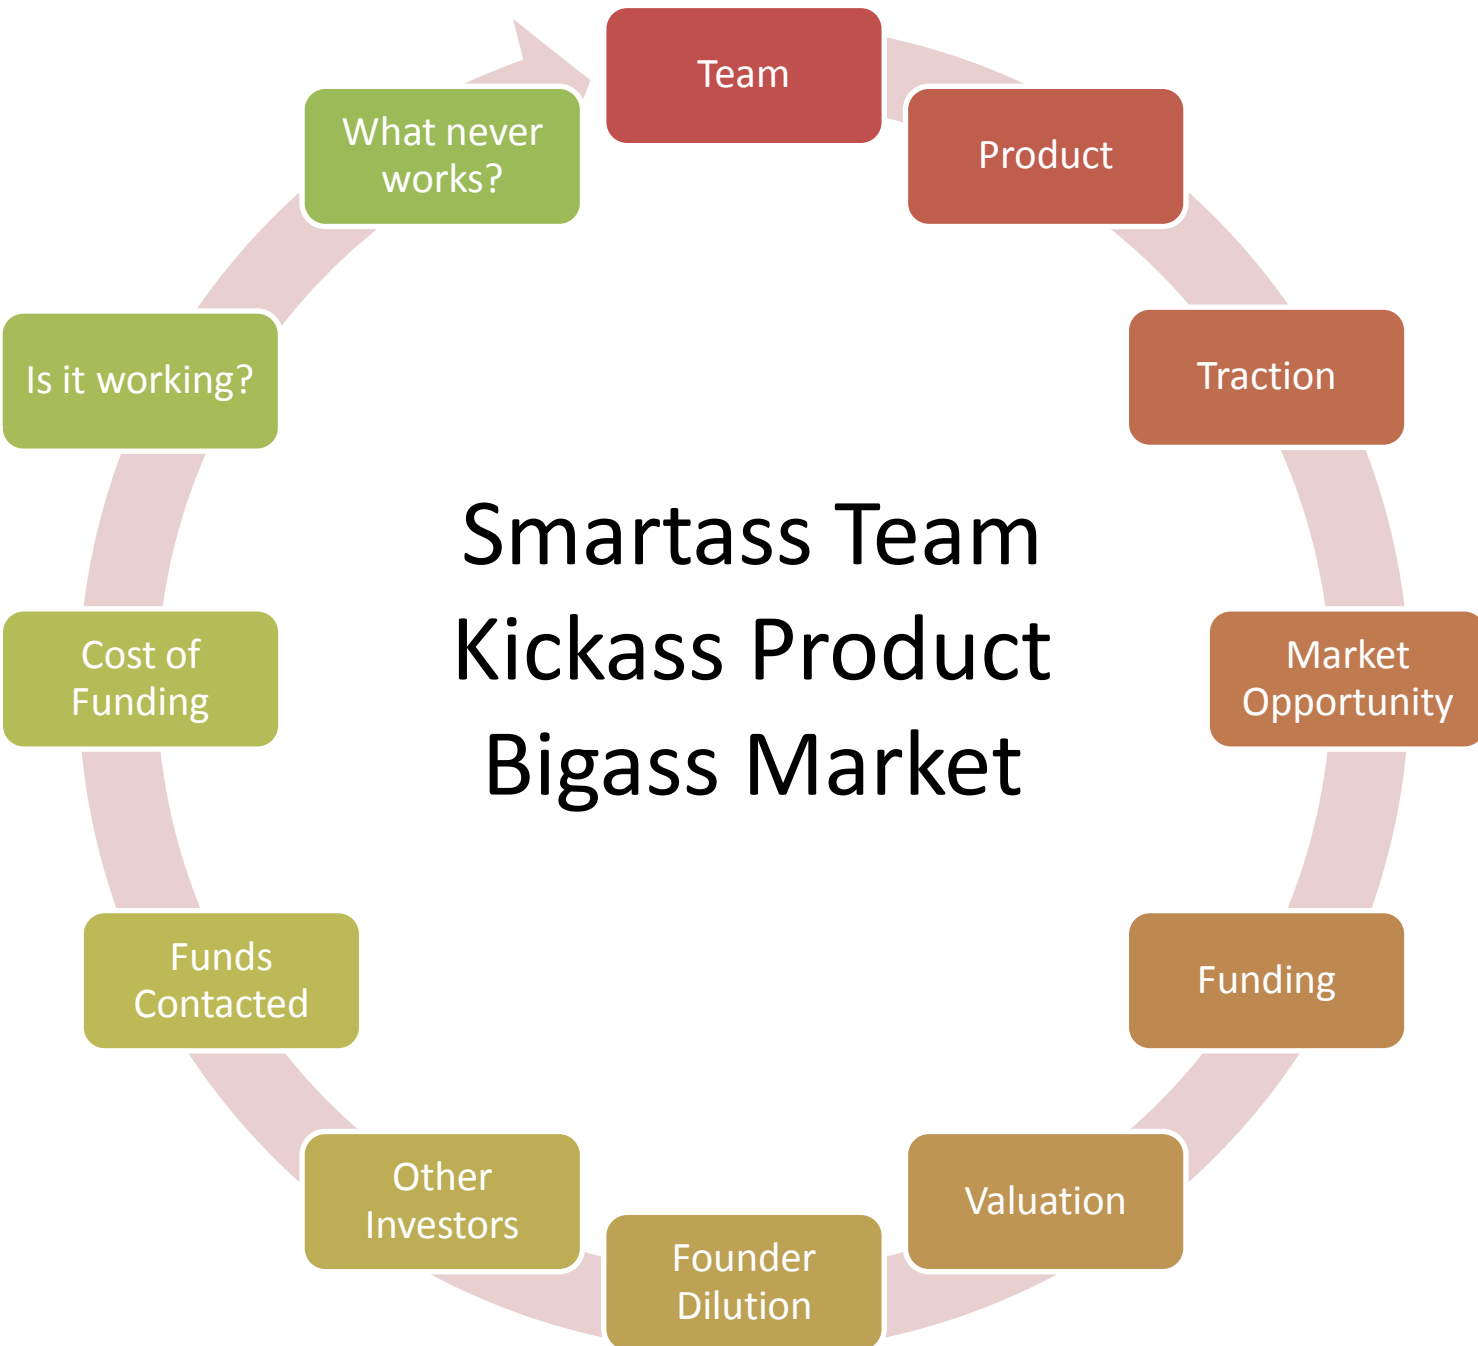 Team
Product
Traction
Market
Opportunity
Funding
Valuation
Founder
Dilution
Other
Investors
Funds
Contacted
Cost of
Funding
Is it working?
What never
works?
Smartass Team
Kickass Product
Bigass Market